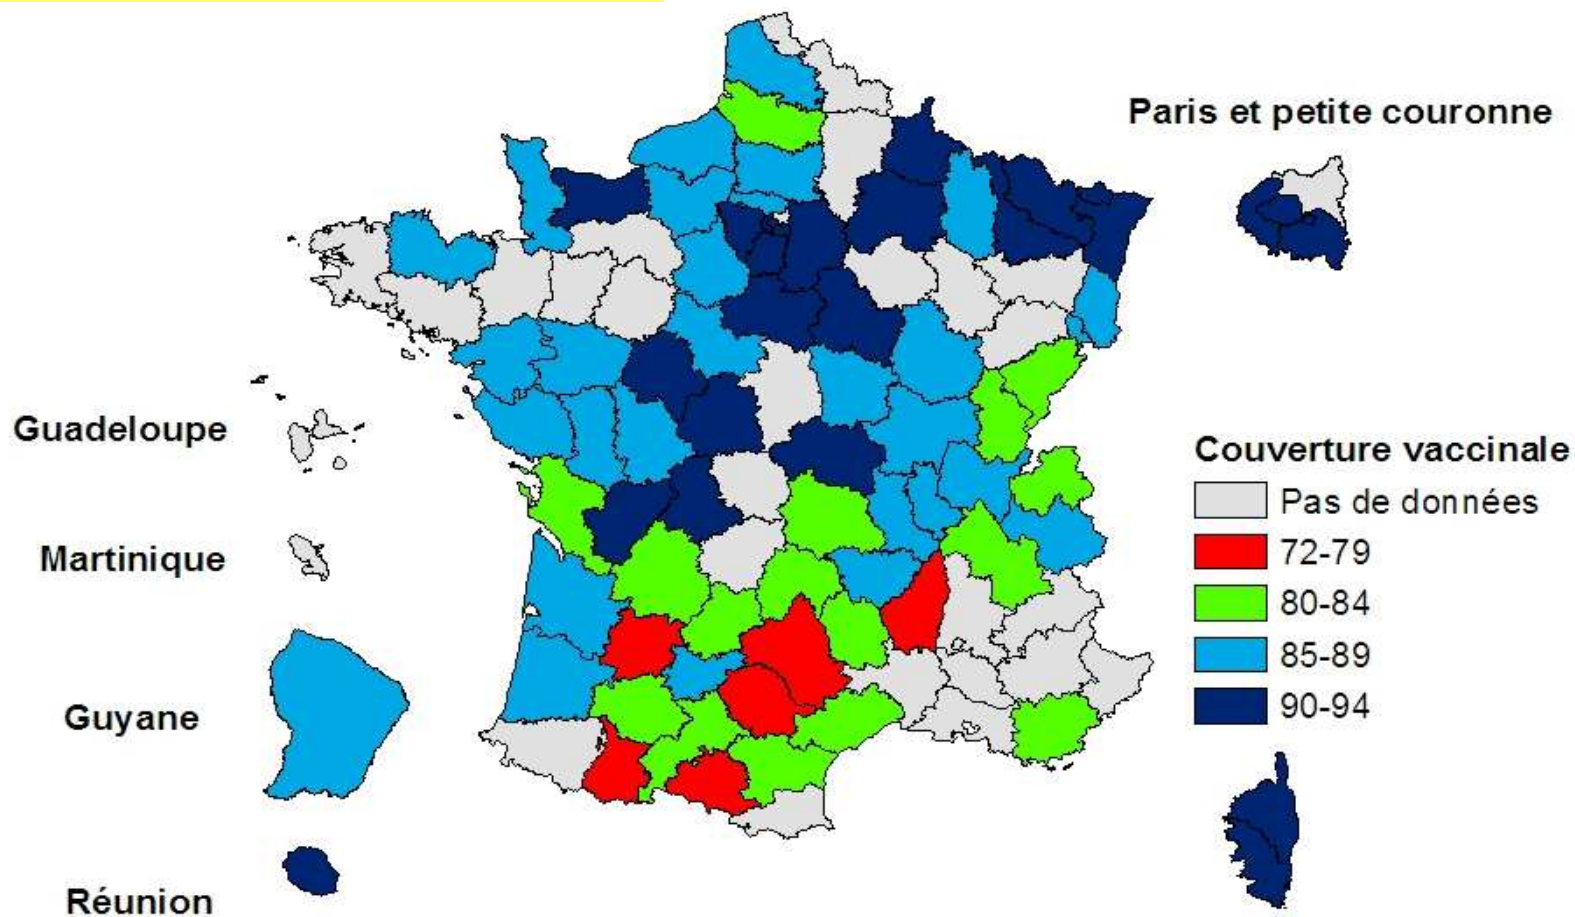 Paris et petite couronne
Guadeloupe
Martinique
Guyane
Réunion
Couverture vaccinale
Pas de données
72-79
80-84
85-89
90-94